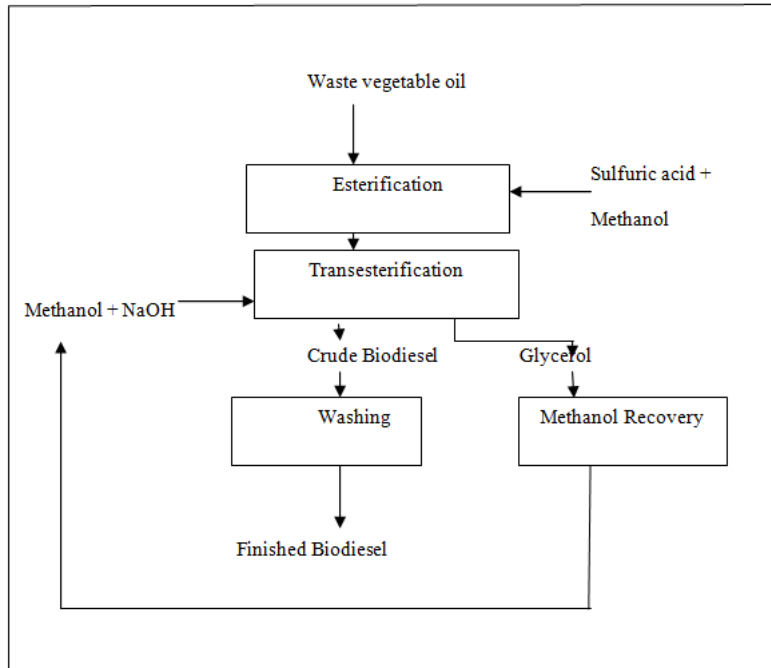 Waste vegetable oil
Esterification
Sulfuric acid +
Methanol
Transesterification
Methanol + NaOH
Crude Biodiesel
Glycerol
Washing
Methanol Recovery
Finished Biodiesel